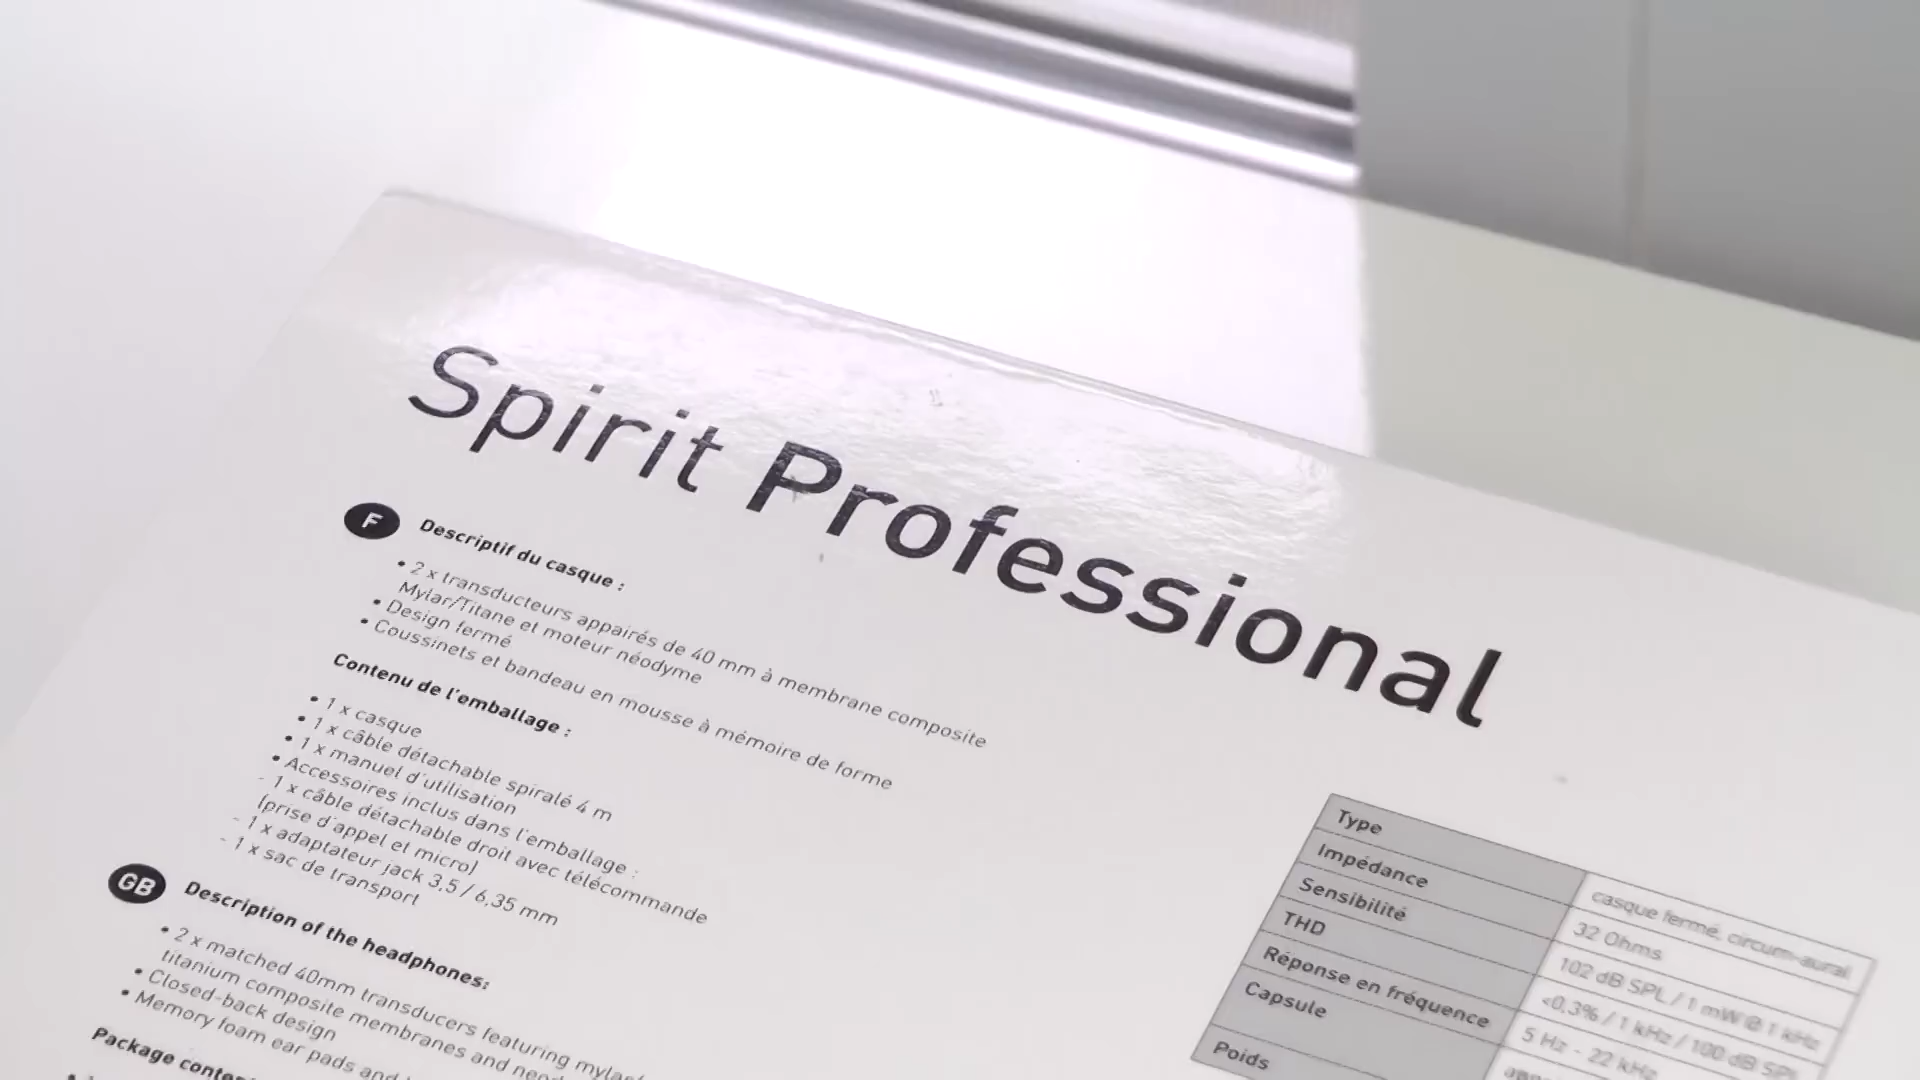 Spirit Professional
F
Descriptif du casque :
• 2 x transducteurs appairés de 40 mm à membrane composite
Mylar/Titane et moteur néodyme
• Design fermé
• Coussinets et bandeau en mousse à mémoire de forme
Contenu de l'emballage :
• 1 x casque
• 1 x câble détachable spiralé 4 m
• 1 x manuel d'utilisation
• Accessoires inclus dans l'emballage :
- 1 x câble détachable droit avec télécommande
(prise d'appel et micro)
- 1 x adaptateur jack 3,5 / 6,35 mm
- 1 x sac de transport
GB
Description of the headphones:
• 2 x matched 40mm transducers featuring mylar/
titanium composite membranes and
• Closed-back design
• Memory foam ear pads and
Package
Type casque fermé, circum-aural
Impédance 32 Ohms
Sensibilité 102 dB SPL / 1 mW @ 1 kHz
THD <0,3% / 1 kHz / 100 dB SPL
Réponse en fréquence 5 Hz - 22 kHz
Capsule
Poids